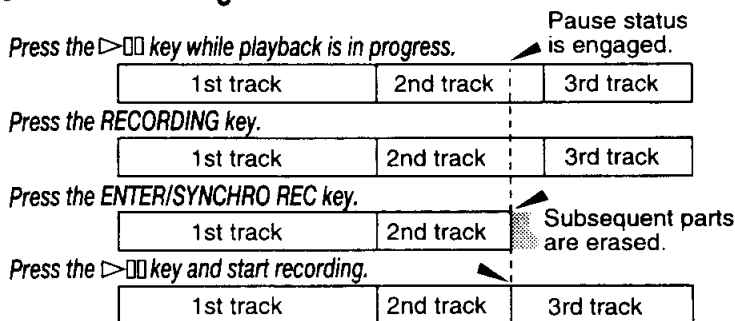 Pause status
Press the ▷▯▯ key while playback is in progress.
is engaged.
1st track 2nd track 3rd track
Press the RECORDING key.
1st track 2nd track 3rd track
Press the ENTER/SYNCHRO REC key.
1st track 2nd track
Subsequent parts
are erased.
Press the ▷▯▯ key and start recording.
1st track 2nd track 3rd track